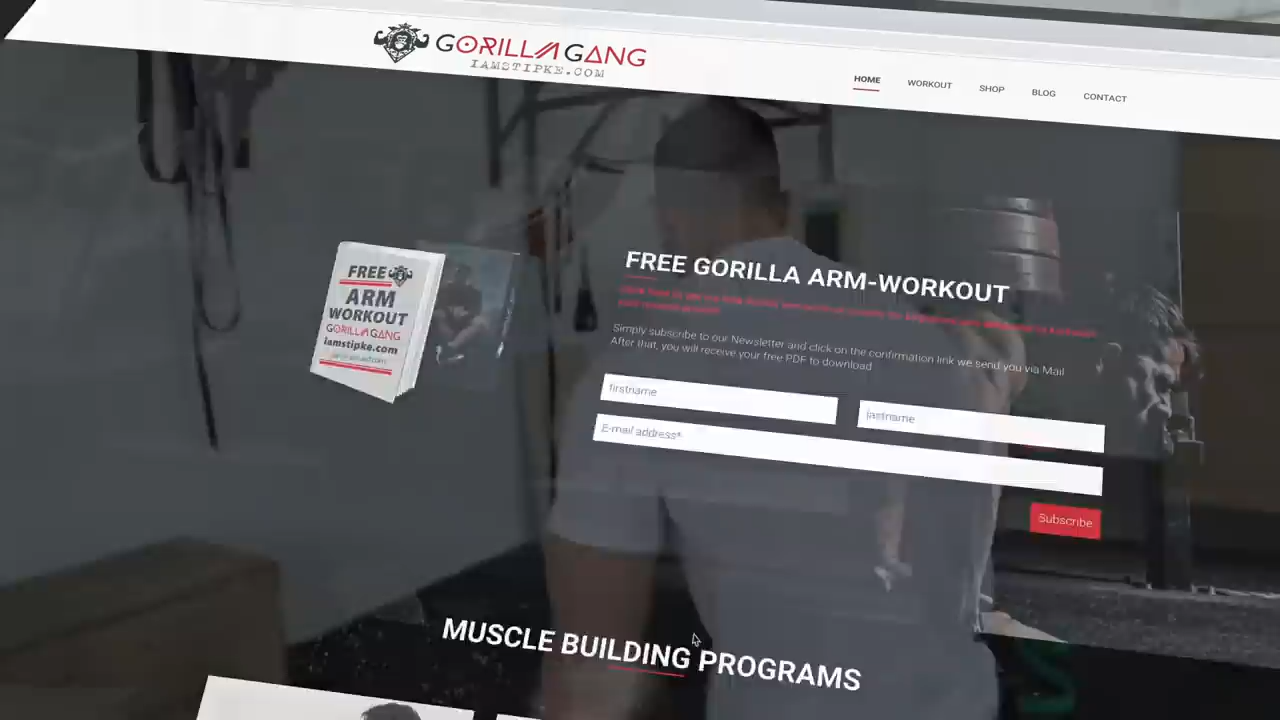 GORILLA GANG
IAMSTIPKE.COM
HOME
WORKOUT
SHOP
BLOG
CONTACT
FREE
ARM
WORKOUT
GORILLA GANG
iamstipke.com
FREE GORILLA ARM-WORKOUT
Simply subscribe to our Newsletter and click on the confirmation link we send you via Mail
After that, you will receive your free PDF to download
firstname
lastname
E-mail address*
Subscribe
MUSCLE BUILDING PROGRAMS